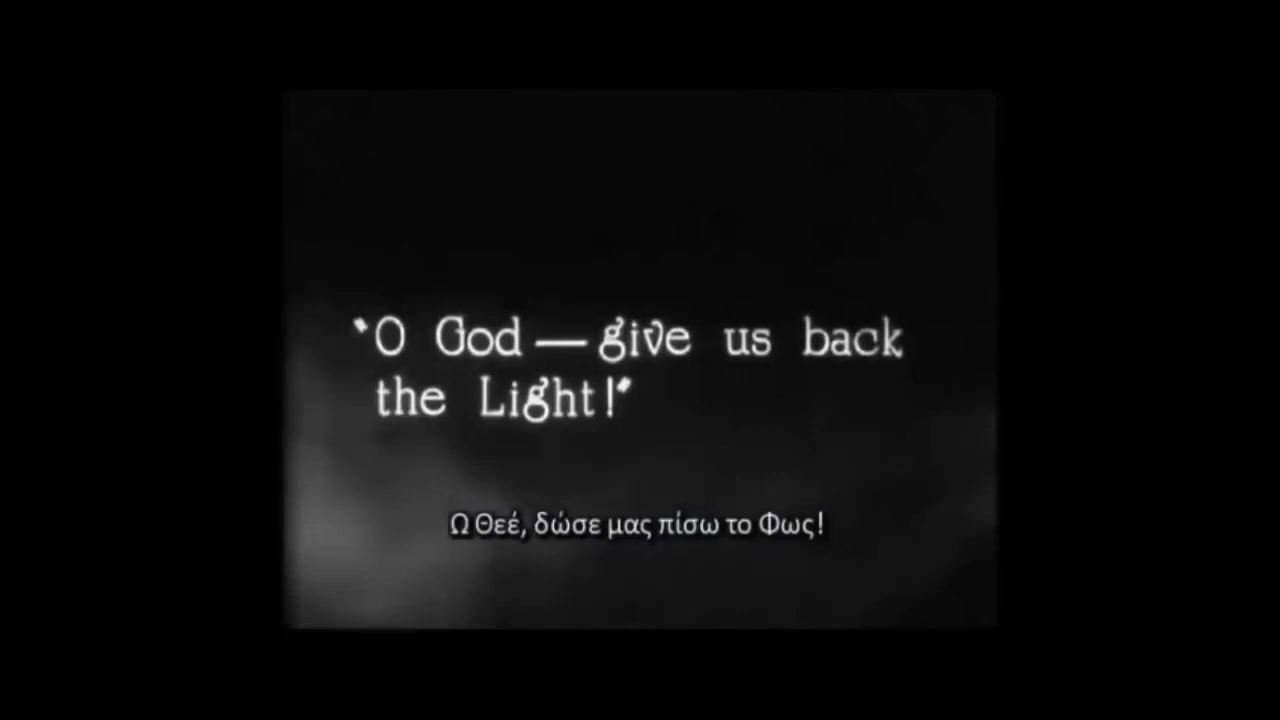 "O God — give us back
the Light!"
Ω Θεέ, δώσε μας πίσω το Φως!